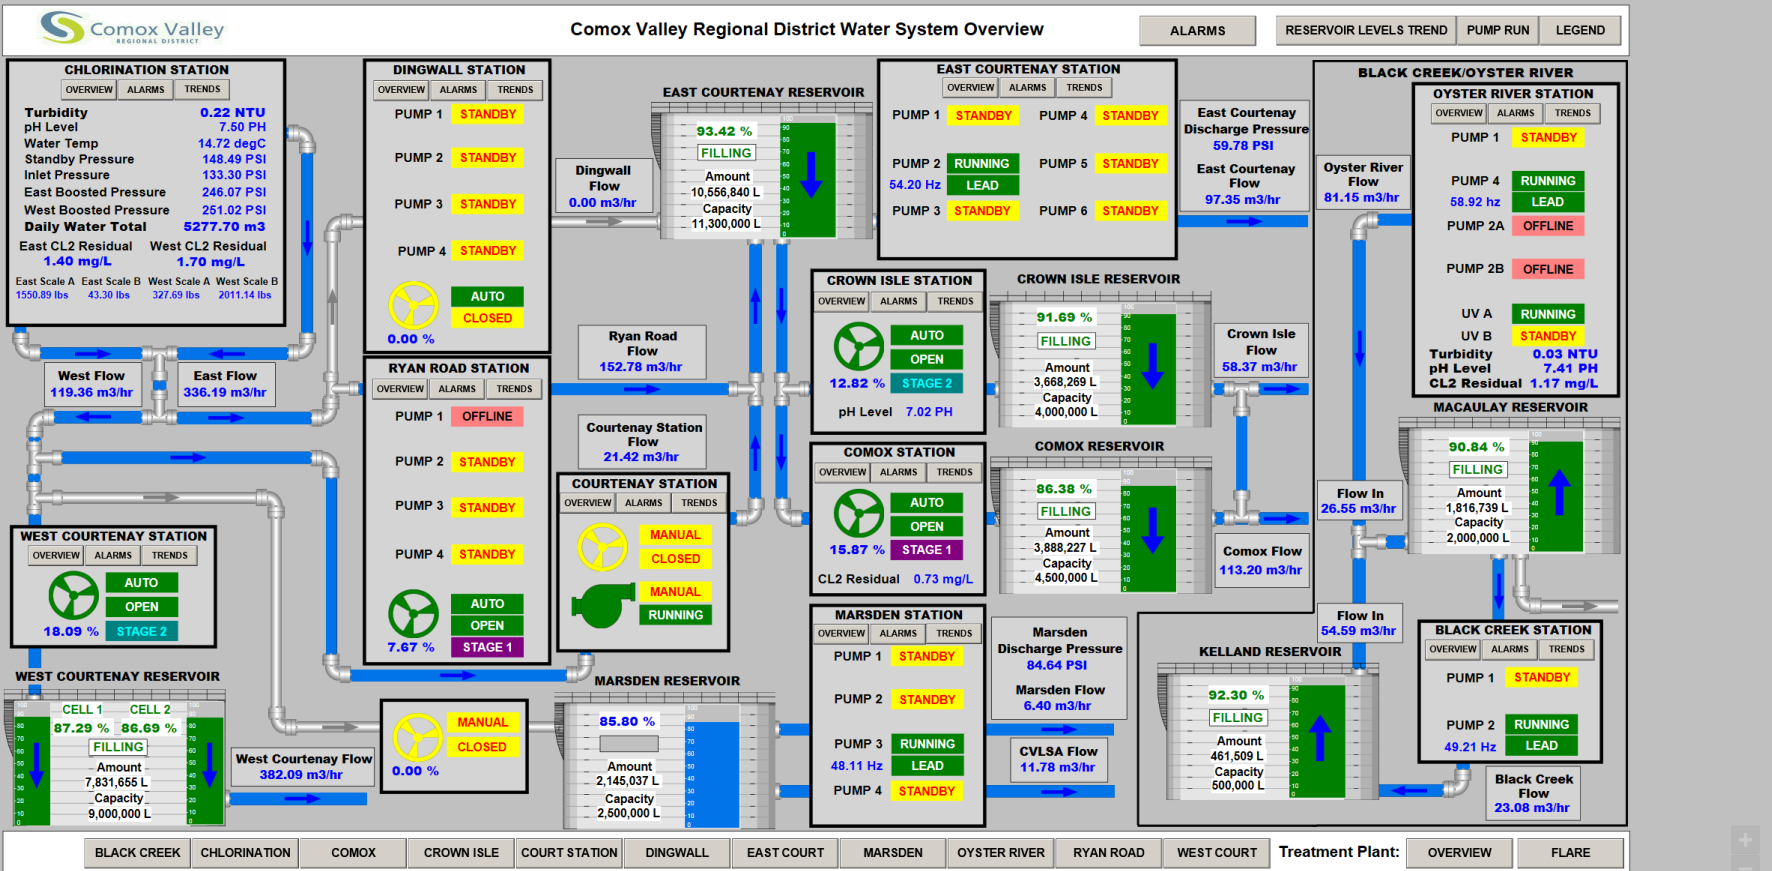 Comox Valley
REGIONAL DISTRICT
Comox Valley Regional District Water System Overview
ALARMS
RESERVOIR LEVELS TREND
PUMP RUN
LEGEND
CHLORINATION STATION
OVERVIEW ALARMS TRENDS
Turbidity 0.22 NTU
pH Level 7.50 PH
Water Temp 14.72 degC
Standby Pressure 148.49 PSI
Inlet Pressure 133.30 PSI
East Boosted Pressure 246.07 PSI
West Boosted Pressure 251.02 PSI
Daily Water Total 5277.70 m3
East CL2 Residual West CL2 Residual
1.40 mg/L 1.70 mg/L
East Scale A East Scale B West Scale A West Scale B
1550.89 lbs 43.30 lbs 327.69 lbs 2011.14 lbs
West Flow
119.36 m3/hr
East Flow
336.19 m3/hr
WEST COURTENAY STATION
OVERVIEW ALARMS TRENDS
AUTO
OPEN
18.09 % STAGE 2
WEST COURTENAY RESERVOIR
CELL 1 CELL 2
87.29 % 86.69 %
FILLING
Amount
7,831,655 L
Capacity
9,000,000 L
West Courtenay Flow
382.09 m3/hr
DINGWALL STATION
OVERVIEW ALARMS TRENDS
PUMP 1 STANDBY
PUMP 2 STANDBY
PUMP 3 STANDBY
PUMP 4 STANDBY
AUTO
CLOSED
0.00 %
RYAN ROAD STATION
OVERVIEW ALARMS TRENDS
PUMP 1 OFFLINE
PUMP 2 STANDBY
PUMP 3 STANDBY
PUMP 4 STANDBY
AUTO
OPEN
7.67 % STAGE 1
MANUAL
CLOSED
0.00 %
Dingwall
Flow
0.00 m3/hr
Ryan Road
Flow
152.78 m3/hr
Courtenay Station
Flow
21.42 m3/hr
COURTENAY STATION
OVERVIEW ALARMS TRENDS
MANUAL
CLOSED
MANUAL
RUNNING
EAST COURTENAY RESERVOIR
93.42 %
FILLING
Amount
10,556,840 L
Capacity
11,300,000 L
MARSDEN RESERVOIR
85.80 %
Amount
2,145,037 L
Capacity
2,500,000 L
EAST COURTENAY STATION
OVERVIEW ALARMS TRENDS
PUMP 1 STANDBY PUMP 4 STANDBY
PUMP 2 RUNNING PUMP 5 STANDBY
54.20 Hz LEAD
PUMP 3 STANDBY PUMP 6 STANDBY
East Courtenay
Discharge Pressure
59.78 PSI
East Courtenay
Flow
97.35 m3/hr
CROWN ISLE STATION
OVERVIEW ALARMS TRENDS
AUTO
OPEN
12.82 % STAGE 2
pH Level 7.02 PH
CROWN ISLE RESERVOIR
91.69 %
FILLING
Amount
3,668,269 L
Capacity
4,000,000 L
Crown Isle
Flow
58.37 m3/hr
COMOX STATION
OVERVIEW ALARMS TRENDS
AUTO
OPEN
15.87 % STAGE 1
CL2 Residual 0.73 mg/L
COMOX RESERVOIR
86.38 %
FILLING
Amount
3,888,227 L
Capacity
4,500,000 L
Comox Flow
113.20 m3/hr
MARSDEN STATION
OVERVIEW ALARMS TRENDS
PUMP 1 STANDBY
PUMP 2 STANDBY
PUMP 3 RUNNING
48.11 Hz LEAD
PUMP 4 STANDBY
Marsden
Discharge Pressure
84.64 PSI
Marsden Flow
6.40 m3/hr
CVLSA Flow
11.78 m3/hr
BLACK CREEK/OYSTER RIVER
OYSTER RIVER STATION
OVERVIEW ALARMS TRENDS
PUMP 1 STANDBY
PUMP 4 RUNNING
58.92 hz LEAD
PUMP 2A OFFLINE
PUMP 2B OFFLINE
UV A RUNNING
UV B STANDBY
Turbidity 0.03 NTU
pH Level 7.41 PH
CL2 Residual 1.17 mg/L
Oyster River
Flow
81.15 m3/hr
MACAULAY RESERVOIR
90.84 %
FILLING
Amount
1,816,739 L
Capacity
2,000,000 L
Flow In
26.55 m3/hr
Flow In
54.59 m3/hr
KELLAND RESERVOIR
92.30 %
FILLING
Amount
461,509 L
Capacity
500,000 L
BLACK CREEK STATION
OVERVIEW ALARMS TRENDS
PUMP 1 STANDBY
PUMP 2 RUNNING
49.21 Hz LEAD
Black Creek
Flow
23.08 m3/hr
BLACK CREEK CHLORINATION COMOX CROWN ISLE COURT STATION DINGWALL EAST COURT MARSDEN OYSTER RIVER RYAN ROAD WEST COURT Treatment Plant: OVERVIEW FLARE